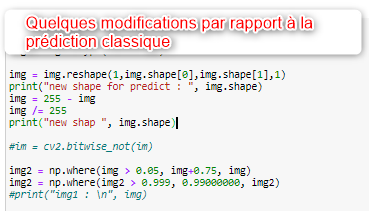 Quelques modifications par rapport à la
prédiction classique
img = img.reshape(1,img.shape[0],img.shape[1],1)
print("new shape for predict : ", img.shape)
img = 255 - img
img /= 255
print("new shap ", img.shape)
#im = cv2.bitwise_not(im)
img2 = np.where(img > 0.05, img+0.75, img)
img2 = np.where(img2 > 0.999, 0.99000000, img2)
#print("img1 : \n", img)